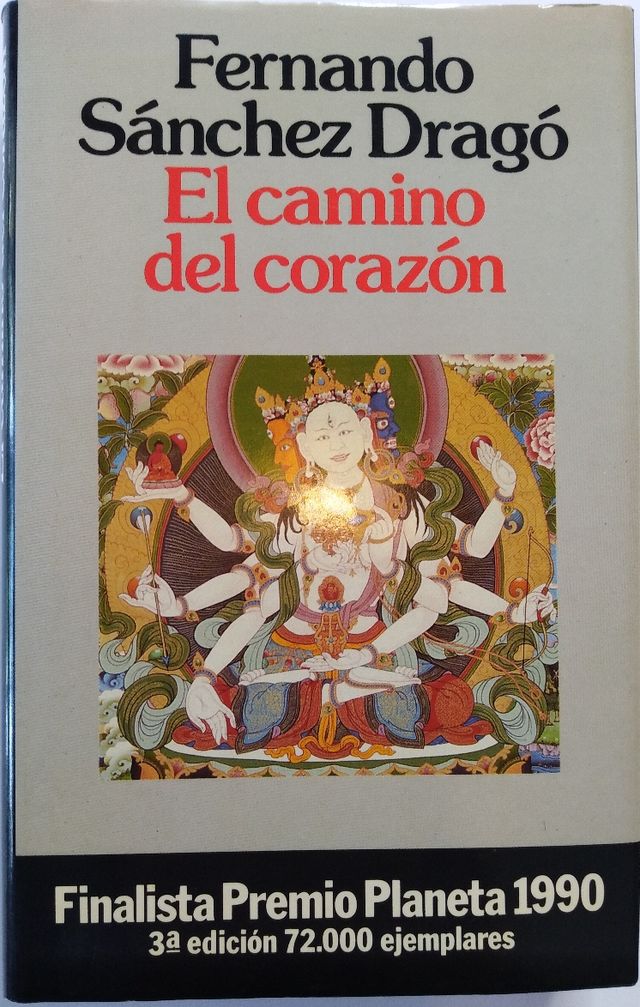 Fernando
Sánchez Dragó
El camino
del corazón
Finalista Premio Planeta 1990
3ª edición 72.000 ejemplares